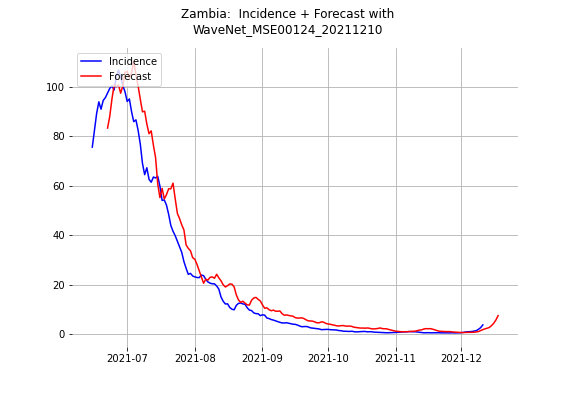 Zambia:  Incidence + Forecast with
WaveNet_MSE00124_20211210
Incidence
Forecast
100
80
60
40
20
0
2021-07 2021-08 2021-09 2021-10 2021-11 2021-12